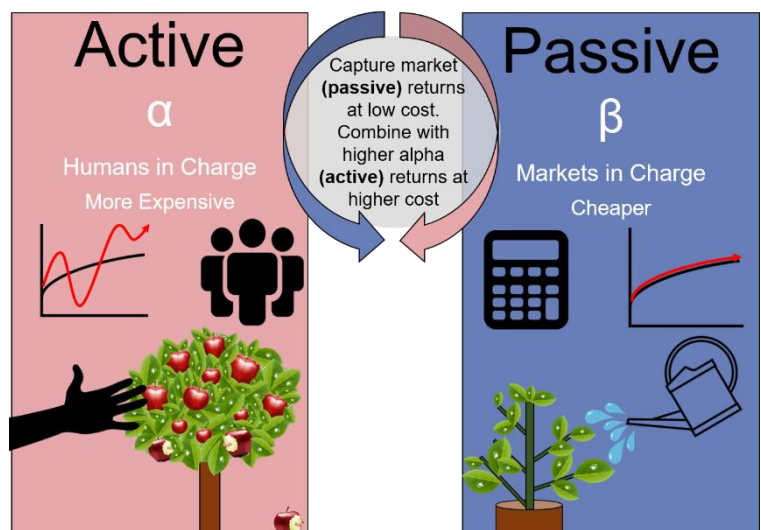 Active
α
Humans in Charge
More Expensive
Capture market
(passive) returns
at low cost.
Combine with
higher alpha
(active) returns at
higher cost
Passive
β
Markets in Charge
Cheaper